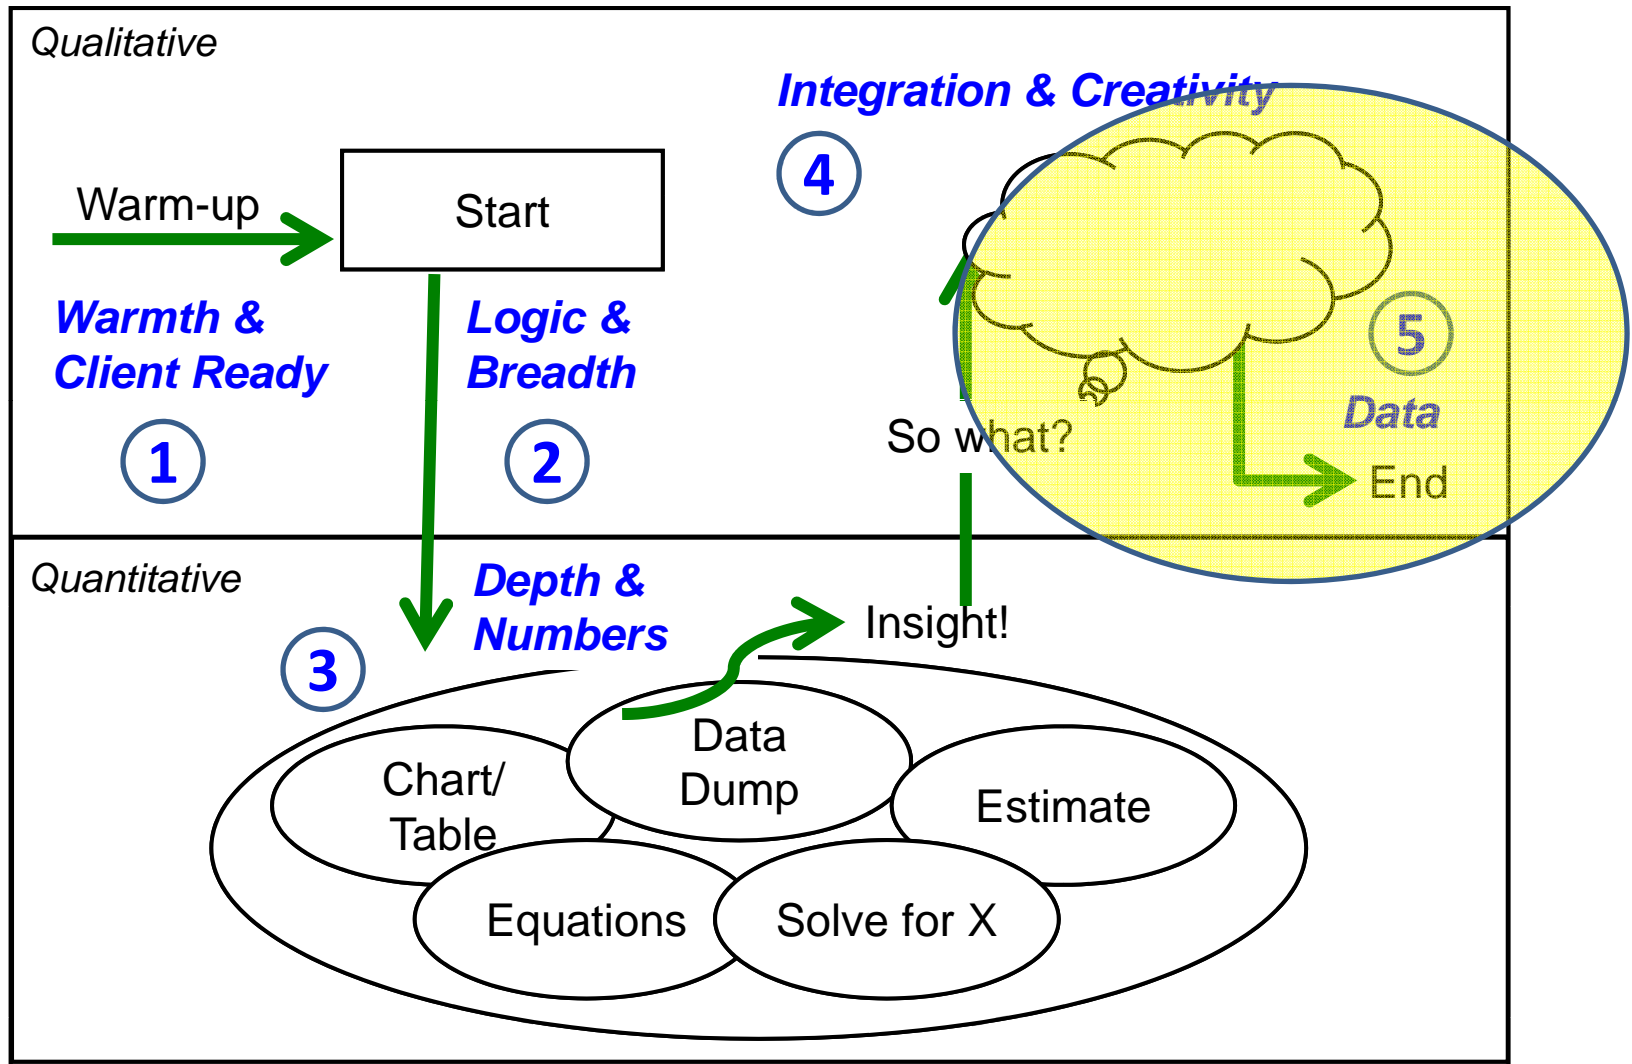 Qualitative
Integration & Creativity
4
Warm-up
Start
Warmth &
Client Ready
1
Logic &
Breadth
2
5
Data
So what?
End
Quantitative
Depth &
Numbers
3
Insight!
Chart/
Table
Data
Dump
Estimate
Equations
Solve for X